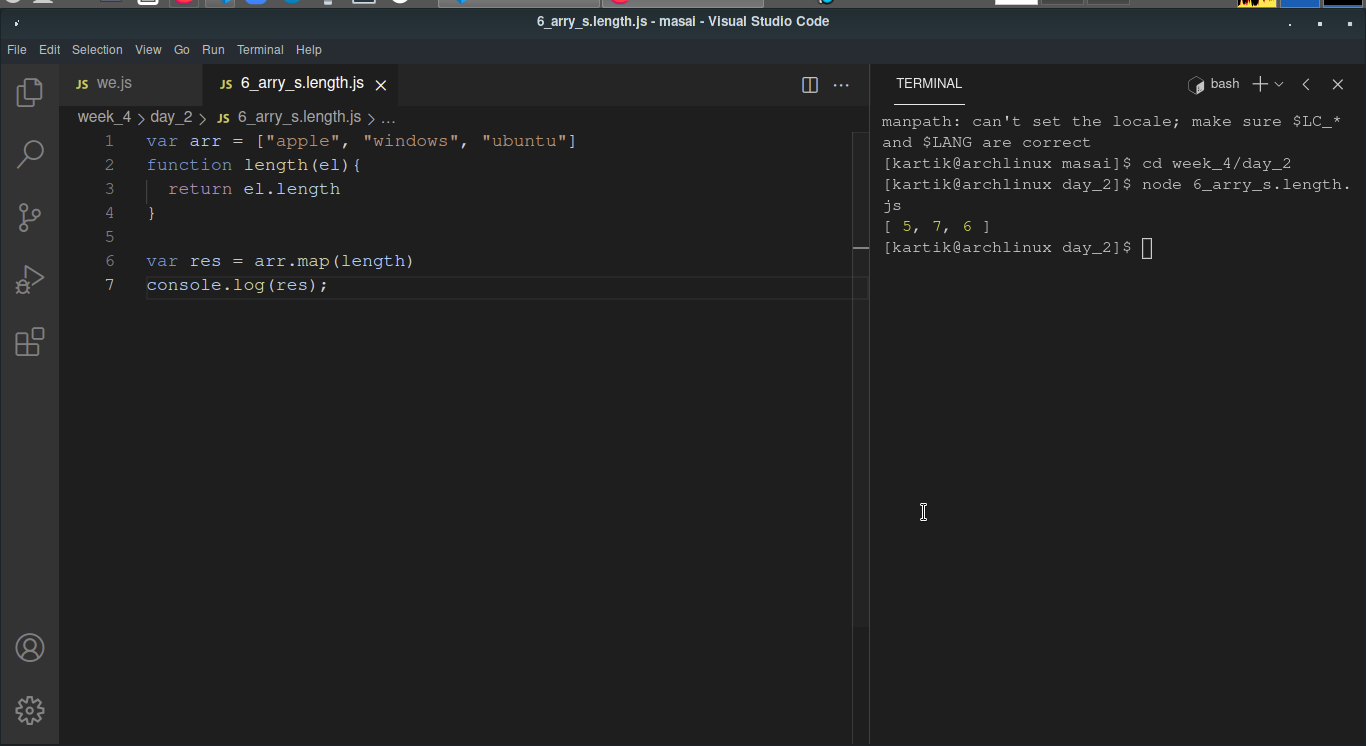 6_arry_s.length.js - masai - Visual Studio Code
File Edit Selection View Go Run Terminal Help
JS we.js
JS 6_arry_s.length.js
week_4 > day_2 > JS 6_arry_s.length.js > ...
1 var arr = ["apple", "windows", "ubuntu"]
2 function length(el){
3 return el.length
4 }
5
6 var res = arr.map(length)
7 console.log(res);
TERMINAL
bash
manpath: can't set the locale; make sure $LC_*
and $LANG are correct
[kartik@archlinux masai]$ cd week_4/day_2
[kartik@archlinux day_2]$ node 6_arry_s.length.
js
[ 5, 7, 6 ]
[kartik@archlinux day_2]$